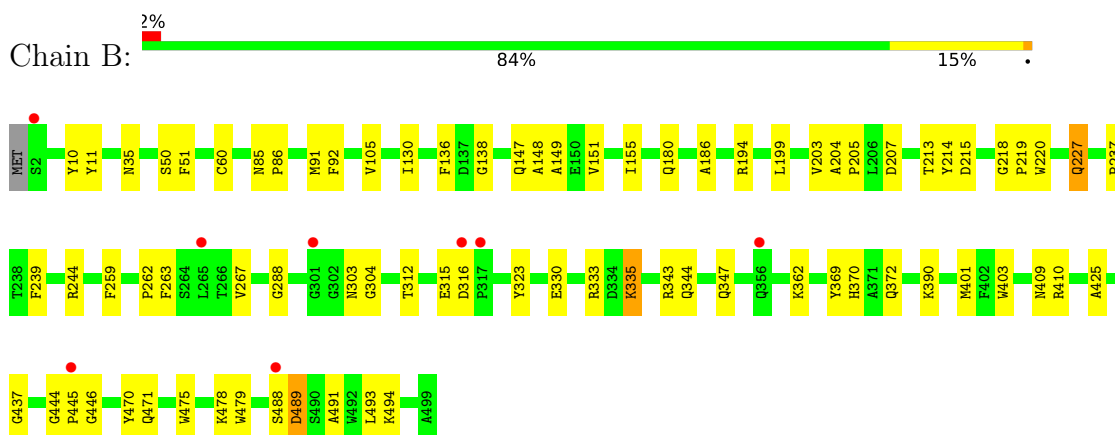 2%
Chain B:
84% 15% •
MET S2 Y10 Y11 N35 S50 F51 C60 N85 P86 M91 F92 V105 I130 F136 D137 G138 Q147 A148 A149 E150 V151 I155 Q180 A186 R194 L199 V203 A204 P205 L206 D207 T213 Y214 D215 G218 P219 W220 Q227 R237
T238 F239 R244 F259 P262 F263 S264 L265 T266 V267 G288 G301 G302 N303 G304 T312 E315 D316 P317 Y323 E330 R333 D334 K335 R343 Q344 Q347 Q356 K362 Y369 H370 A371 Q372 K390 M401 F402 W403 N409 R410 A425
G437 G444 P445 G446 Y470 Q471 W475 K478 W479 S488 D489 S490 A491 W492 L493 K494 A499